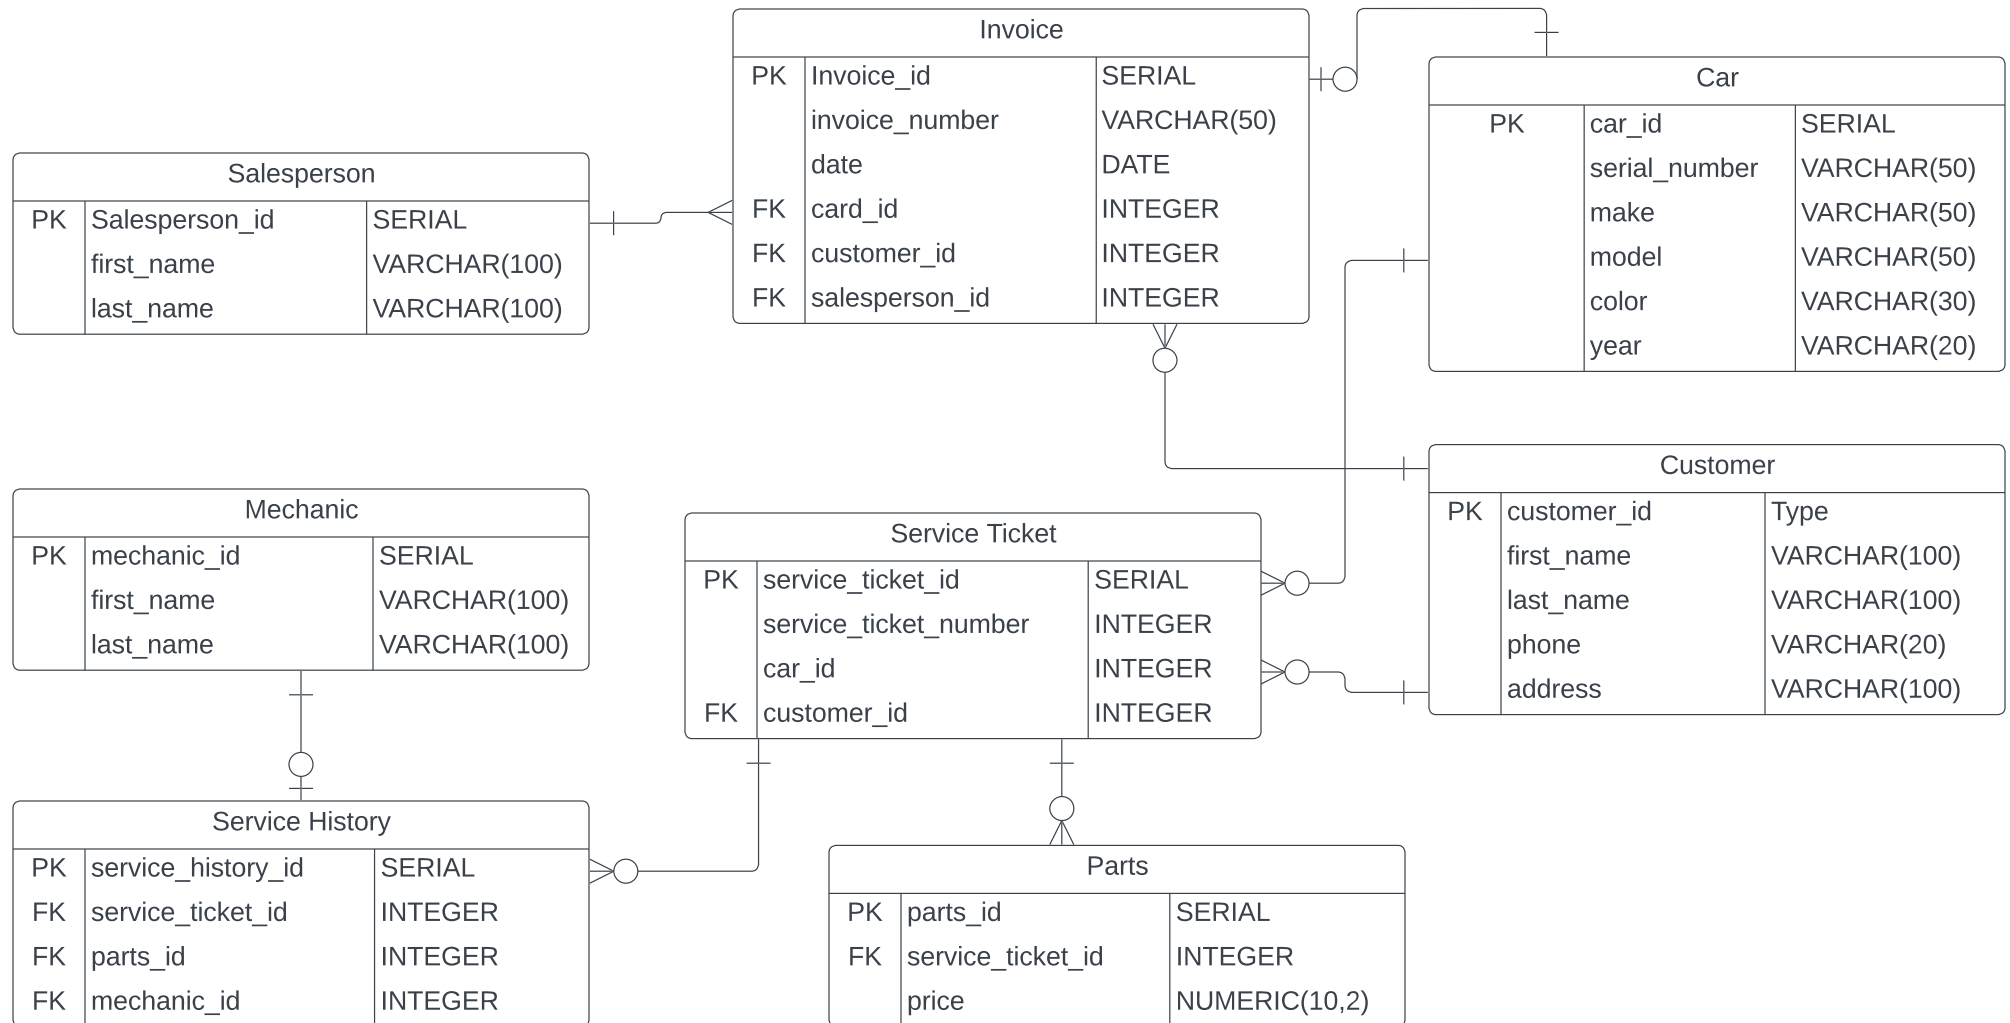 Invoice
PK Invoice_id SERIAL
invoice_number VARCHAR(50)
date DATE
FK card_id INTEGER
FK customer_id INTEGER
FK salesperson_id INTEGER
Car
PK car_id SERIAL
serial_number VARCHAR(50)
make VARCHAR(50)
model VARCHAR(50)
color VARCHAR(30)
year VARCHAR(20)
Salesperson
PK Salesperson_id SERIAL
first_name VARCHAR(100)
last_name VARCHAR(100)
Customer
PK customer_id Type
first_name VARCHAR(100)
last_name VARCHAR(100)
phone VARCHAR(20)
address VARCHAR(100)
Mechanic
PK mechanic_id SERIAL
first_name VARCHAR(100)
last_name VARCHAR(100)
Service Ticket
PK service_ticket_id SERIAL
service_ticket_number INTEGER
car_id INTEGER
FK customer_id INTEGER
Service History
PK service_history_id SERIAL
FK service_ticket_id INTEGER
FK parts_id INTEGER
FK mechanic_id INTEGER
Parts
PK parts_id SERIAL
FK service_ticket_id INTEGER
price NUMERIC(10,2)